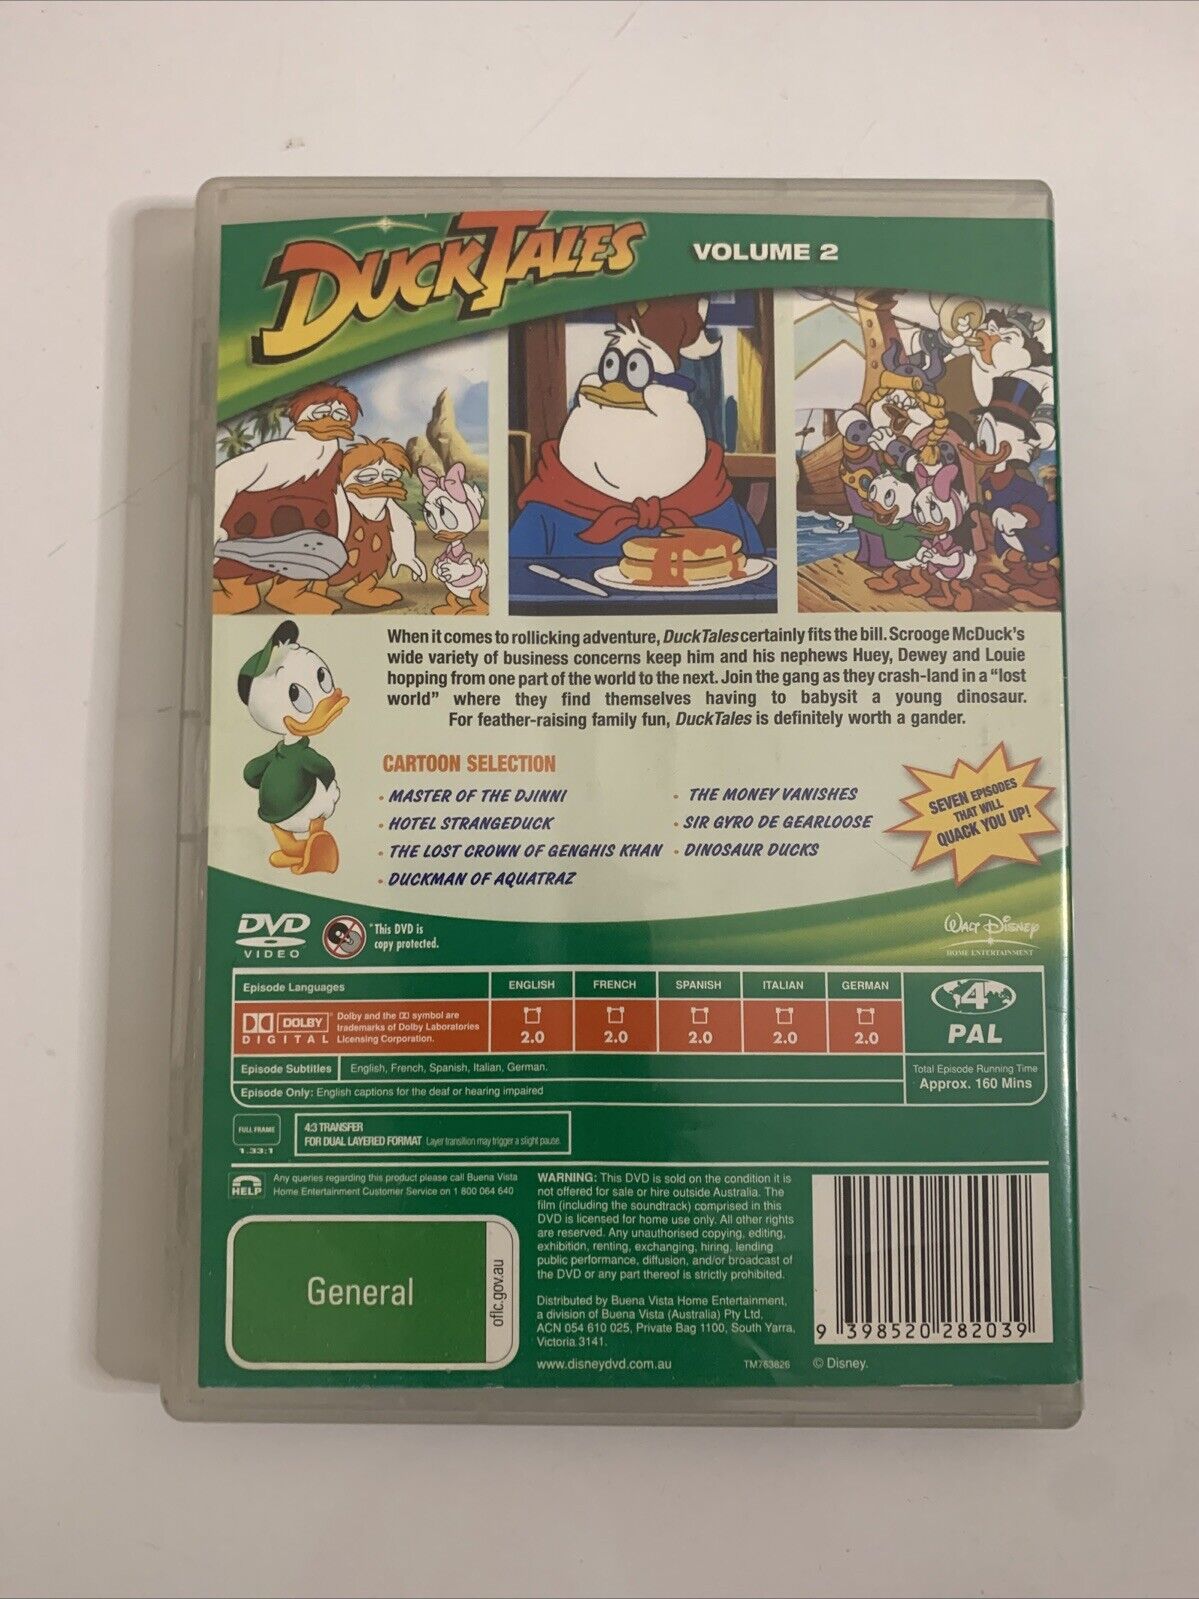 DUCKTALES
VOLUME 2
When it comes to rollicking adventure, DuckTales certainly fits the bill. Scrooge McDuck's
wide variety of business concerns keep him and his nephews Huey, Dewey and Louie
hopping from one part of the world to the next. Join the gang as they crash-land in a "lost
world" where they find themselves having to babysit a young dinosaur.
For feather-raising family fun, DuckTales is definitely worth a gander.
CARTOON SELECTION
• MASTER OF THE DJINNI
• HOTEL STRANGEDUCK
• THE LOST CROWN OF GENGHIS KHAN
• DUCKMAN OF AQUATRAZ
• THE MONEY VANISHES
• SIR GYRO DE GEARLOOSE
• DINOSAUR DUCKS
SEVEN EPISODES
THAT WILL
QUACK YOU UP!
DVD
VIDEO
"This DVD is
copy protected.
WALT DISNEY
HOME ENTERTAINMENT
Episode Languages
ENGLISH
FRENCH
SPANISH
ITALIAN
GERMAN
DOLBY
DIGITAL
Dolby and the DD symbol are
trademarks of Dolby Laboratories
Licensing Corporation.
2.0
2.0
2.0
2.0
2.0
4
PAL
Episode Subtitles
English, French, Spanish, Italian, German.
Episode Only: English captions for the deaf or hearing impaired
Total Episode Running Time
Approx. 160 Mins
FULL FRAME
1.33:1
4:3 TRANSFER
FOR DUAL LAYERED FORMAT Layer transition may trigger a slight pause.
HELP
Any queries regarding this product please call Buena Vista
Home Entertainment Customer Service on 1 800 064 640
General
oflc.gov.au
WARNING: This DVD is sold on the condition it is
not offered for sale or hire outside Australia. The
film (including the soundtrack) comprised in this
DVD is licensed for home use only. All other rights
are reserved. Any unauthorised copying, editing,
exhibition, renting, exchanging, hiring, lending
public performance, diffusion, and/or broadcast of
the DVD or any part thereof is strictly prohibited.
Distributed by Buena Vista Home Entertainment,
a division of Buena Vista (Australia) Pty Ltd,
ACN 054 610 025, Private Bag 1100, South Yarra,
Victoria 3141.
www.disneydvd.com.au
TM763826
© Disney.
9 398520 282039